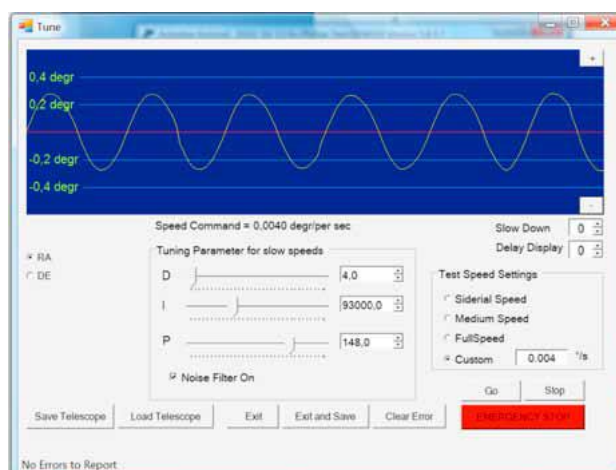 Tune
0,4 degr
0,2 degr
-0,2 degr
-0,4 degr
+
-
Speed Command = 0,0040 degr/per sec
Slow Down 0
Delay Display 0
RA
DE
Tuning Parameter for slow speeds
D 4,0
I 93000,0
P 148,0
Noise Filter On
Test Speed Settings
Siderial Speed
Medium Speed
FullSpeed
Custom 0.004 °/s
Go Stop
Save Telescope Load Telescope Exit Exit and Save Clear Error EMERGENCY STOP
No Errors to Report